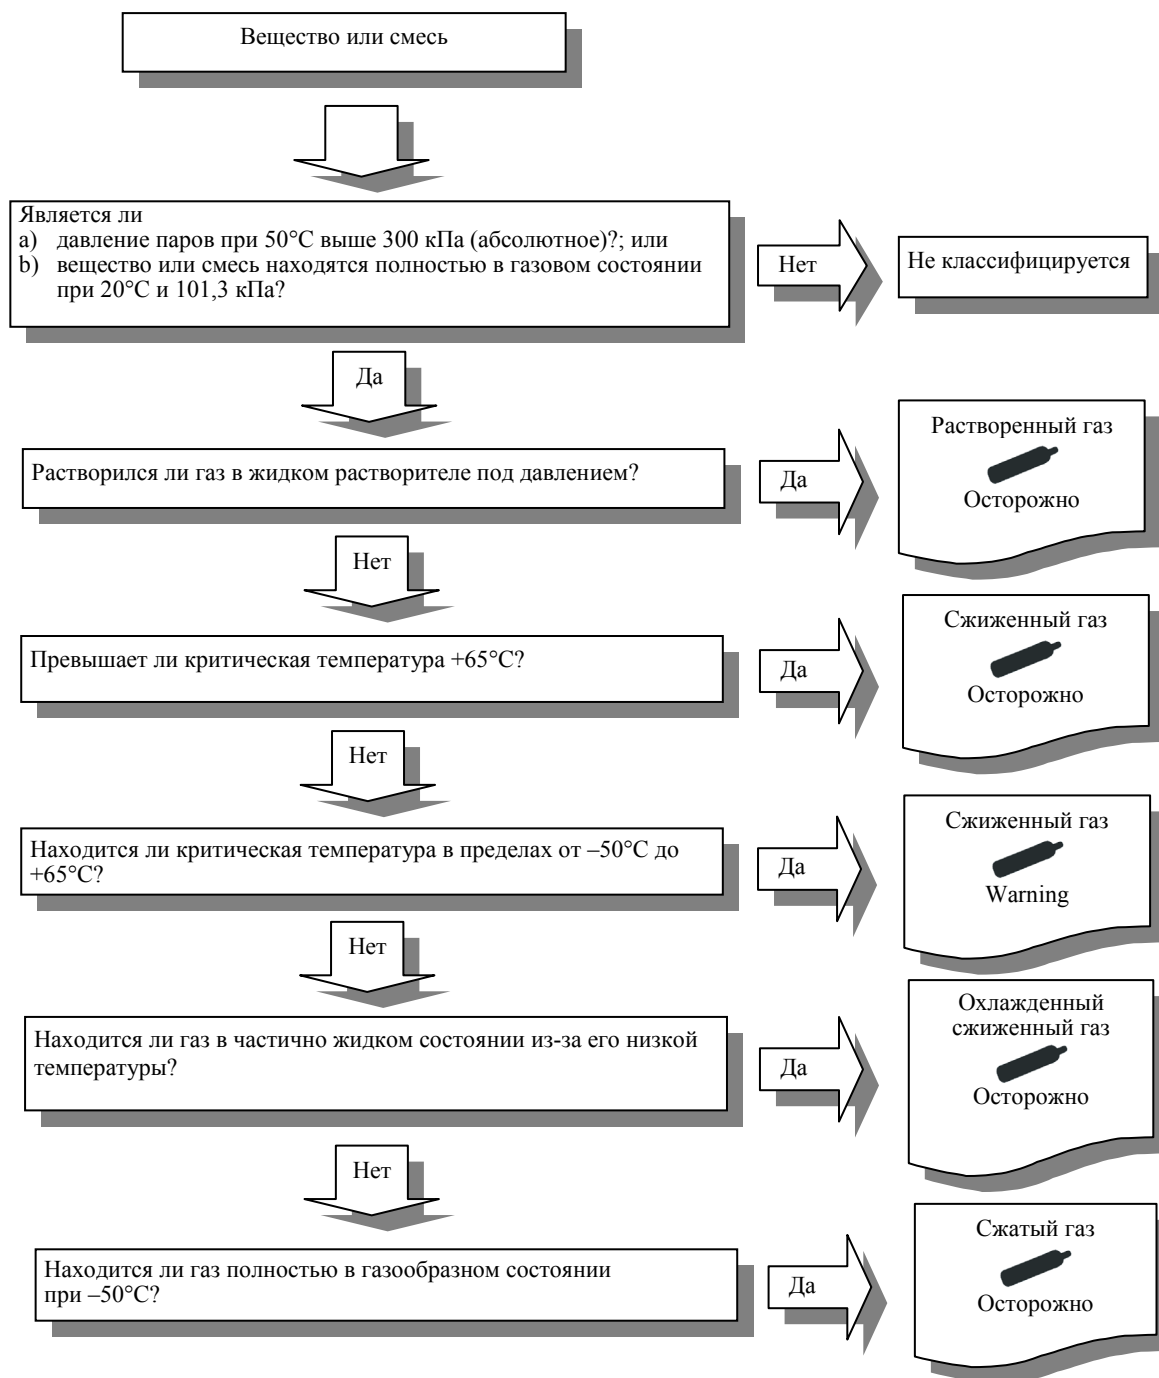 Вещество или смесь
Является ли
a) давление паров при 50°C выше 300 кПа (абсолютное)?; или
b) вещество или смесь находятся полностью в газовом состоянии
при 20°C и 101,3 кПа?
Нет
Не классифицируется
Да
Растворился ли газ в жидком растворителе под давлением?
Да
Растворенный газ
Осторожно
Нет
Превышает ли критическая температура +65°C?
Да
Сжиженный газ
Осторожно
Нет
Находится ли критическая температура в пределах от –50°C до
+65°C?
Да
Сжиженный газ
Warning
Нет
Находится ли газ в частично жидком состоянии из-за его низкой
температуры?
Да
Охлажденный
сжиженный газ
Осторожно
Нет
Находится ли газ полностью в газообразном состоянии
при –50°C?
Да
Сжатый газ
Осторожно